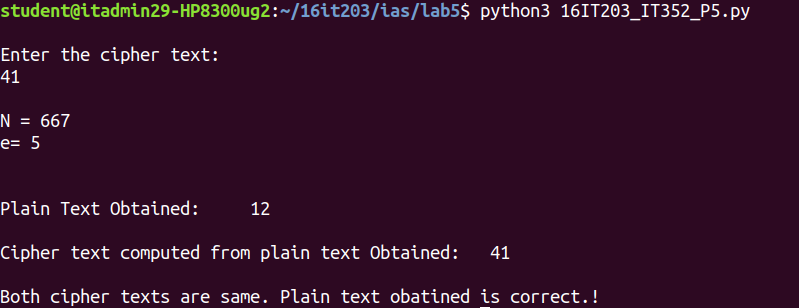 student@itadmin29-HP8300ug2:~/16it203/ias/lab5$ python3 16IT203_IT352_P5.py
Enter the cipher text:
41
N = 667
e= 5
Plain Text Obtained: 12
Cipher text computed from plain text Obtained: 41
Both cipher texts are same. Plain text obatined is correct.!